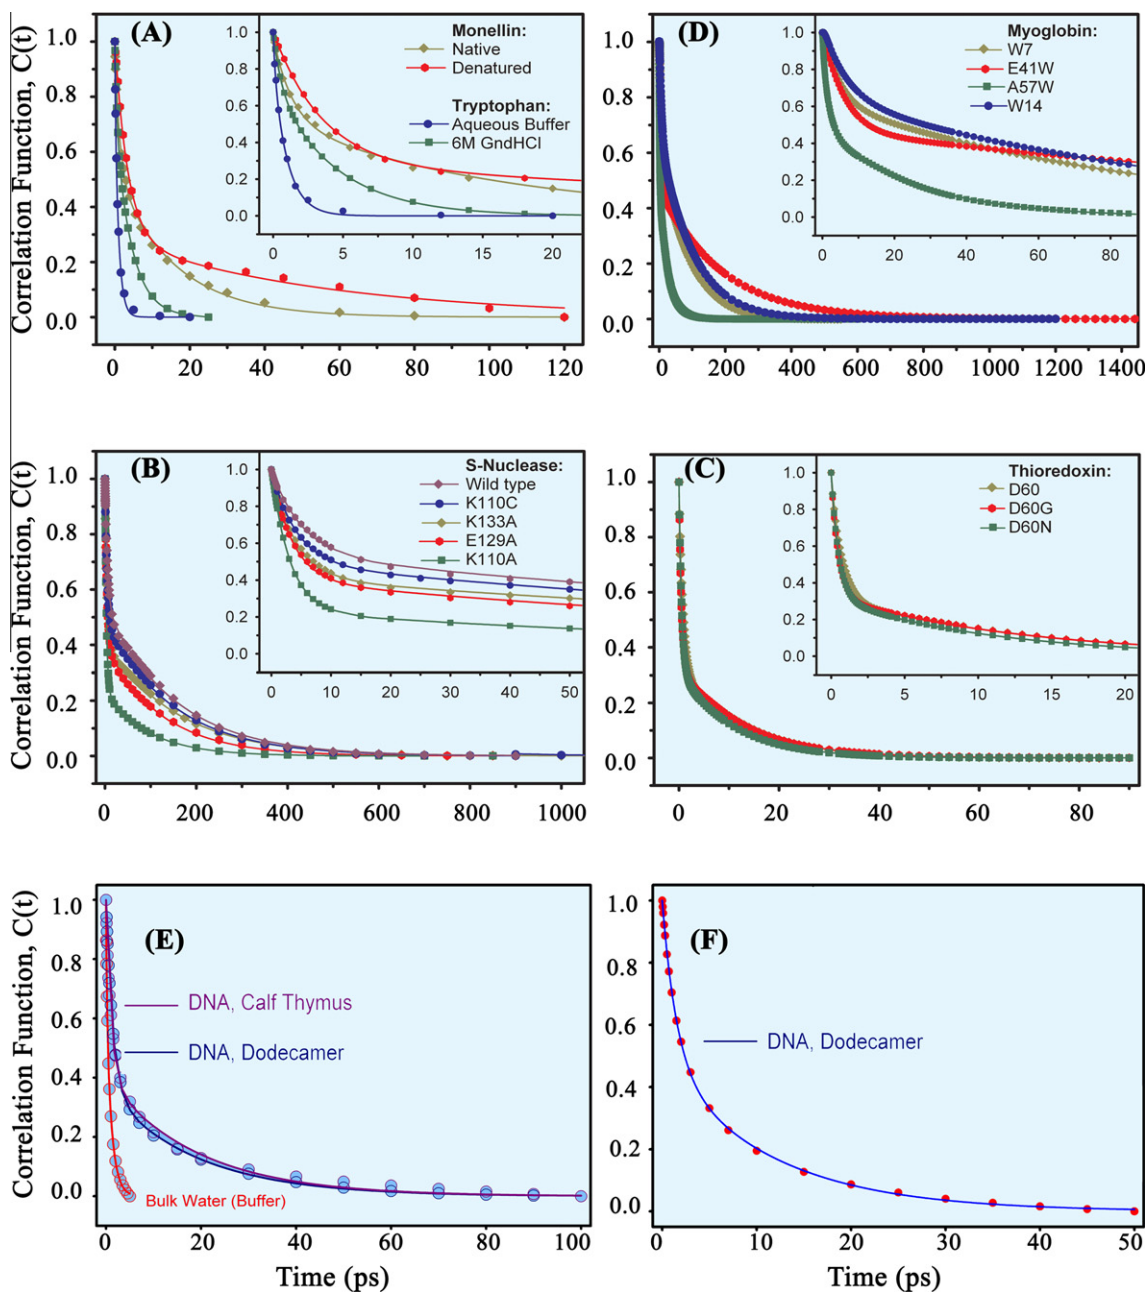 Correlation Function, C(t)
1.0
0.8
0.6
0.4
0.2
0.0
(A)
1.0
0.8
0.6
0.4
0.2
0.0
Monellin:
Native
Denatured
Tryptophan:
Aqueous Buffer
6M GndHCl
0 5 10 15 20
0 20 40 60 80 100 120
1.0
0.8
0.6
0.4
0.2
0.0
(D)
1.0
0.8
0.6
0.4
0.2
0.0
Myoglobin:
W7
E41W
A57W
W14
0 20 40 60 80
0 200 400 600 800 1000 1200 1400
Correlation Function, C(t)
1.0
0.8
0.6
0.4
0.2
0.0
(B)
1.0
0.8
0.6
0.4
0.2
0.0
S-Nuclease:
Wild type
K110C
K133A
E129A
K110A
0 10 20 30 40 50
0 200 400 600 800 1000
1.0
0.8
0.6
0.4
0.2
0.0
(C)
1.0
0.8
0.6
0.4
0.2
0.0
Thioredoxin:
D60
D60G
D60N
0 5 10 15 20
0 20 40 60 80
Correlation Function, C(t)
1.0
0.8
0.6
0.4
0.2
0.0
(E)
DNA, Calf Thymus
DNA, Dodecamer
Bulk Water (Buffer)
0 20 40 60 80 100
Time (ps)
1.0
0.8
0.6
0.4
0.2
0.0
(F)
DNA, Dodecamer
0 10 20 30 40 50
Time (ps)